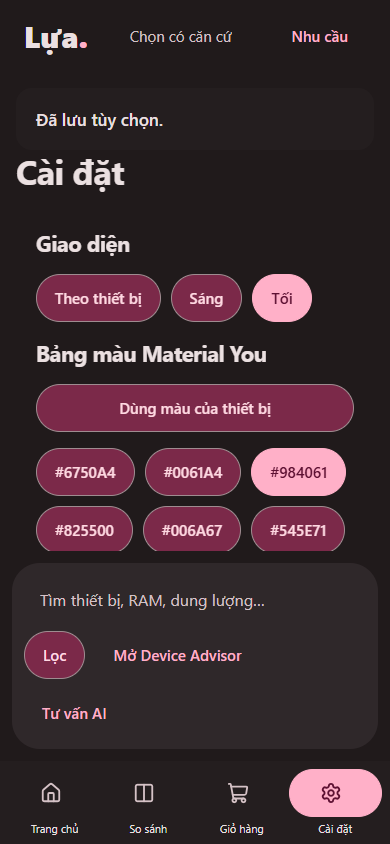 Lựa.
Chọn có căn cứ
Nhu cầu
Đã lưu tùy chọn.
Cài đặt
Giao diện
Theo thiết bị
Sáng
Tối
Bảng màu Material You
Dùng màu của thiết bị
#6750A4
#0061A4
#984061
#825500
#006A67
#545E71
Tìm thiết bị, RAM, dung lượng...
Lọc
Mở Device Advisor
Tư vấn AI
Trang chủ
So sánh
Giỏ hàng
Cài đặt